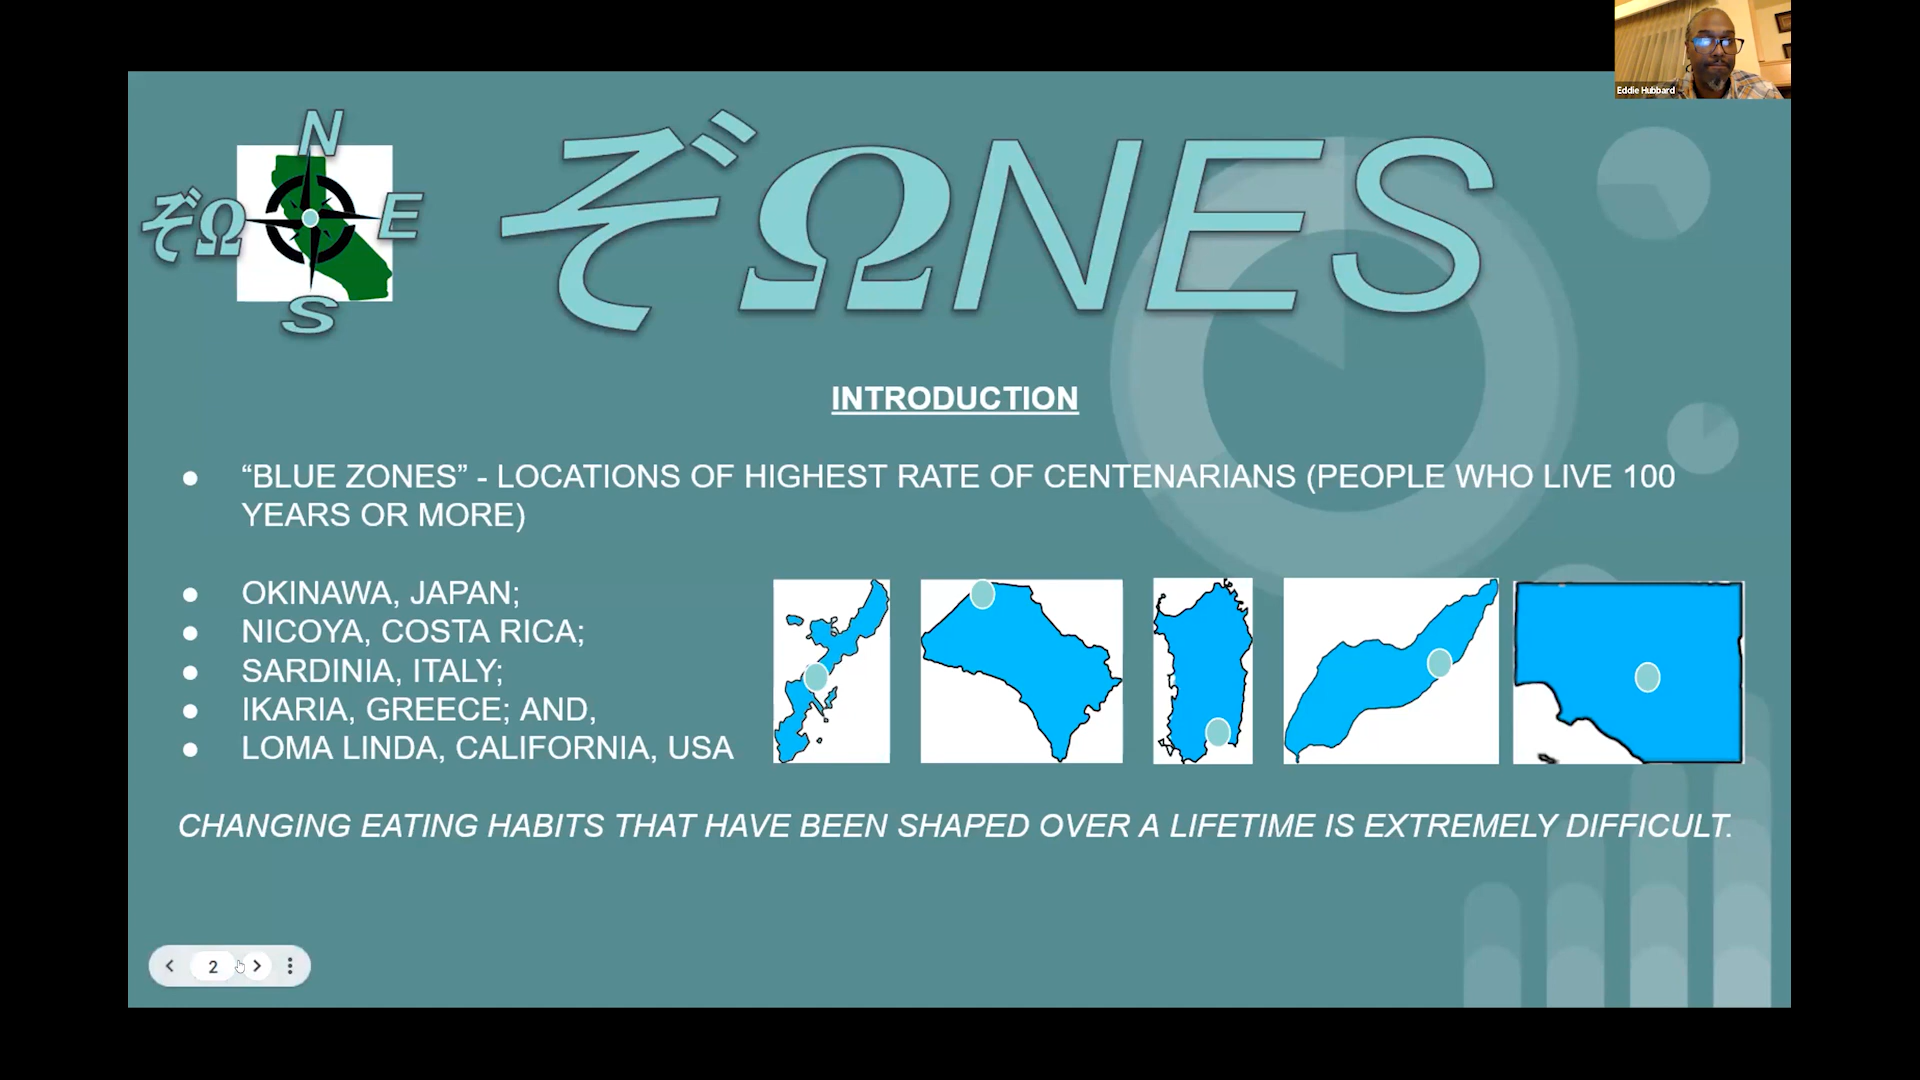 Eddie Hubbard
N
ぞΩ
E
S
ぞΩNES
INTRODUCTION
● “BLUE ZONES” - LOCATIONS OF HIGHEST RATE OF CENTENARIANS (PEOPLE WHO LIVE 100
YEARS OR MORE)
● OKINAWA, JAPAN;
● NICOYA, COSTA RICA;
● SARDINIA, ITALY;
● IKARIA, GREECE; AND,
● LOMA LINDA, CALIFORNIA, USA
CHANGING EATING HABITS THAT HAVE BEEN SHAPED OVER A LIFETIME IS EXTREMELY DIFFICULT.
2